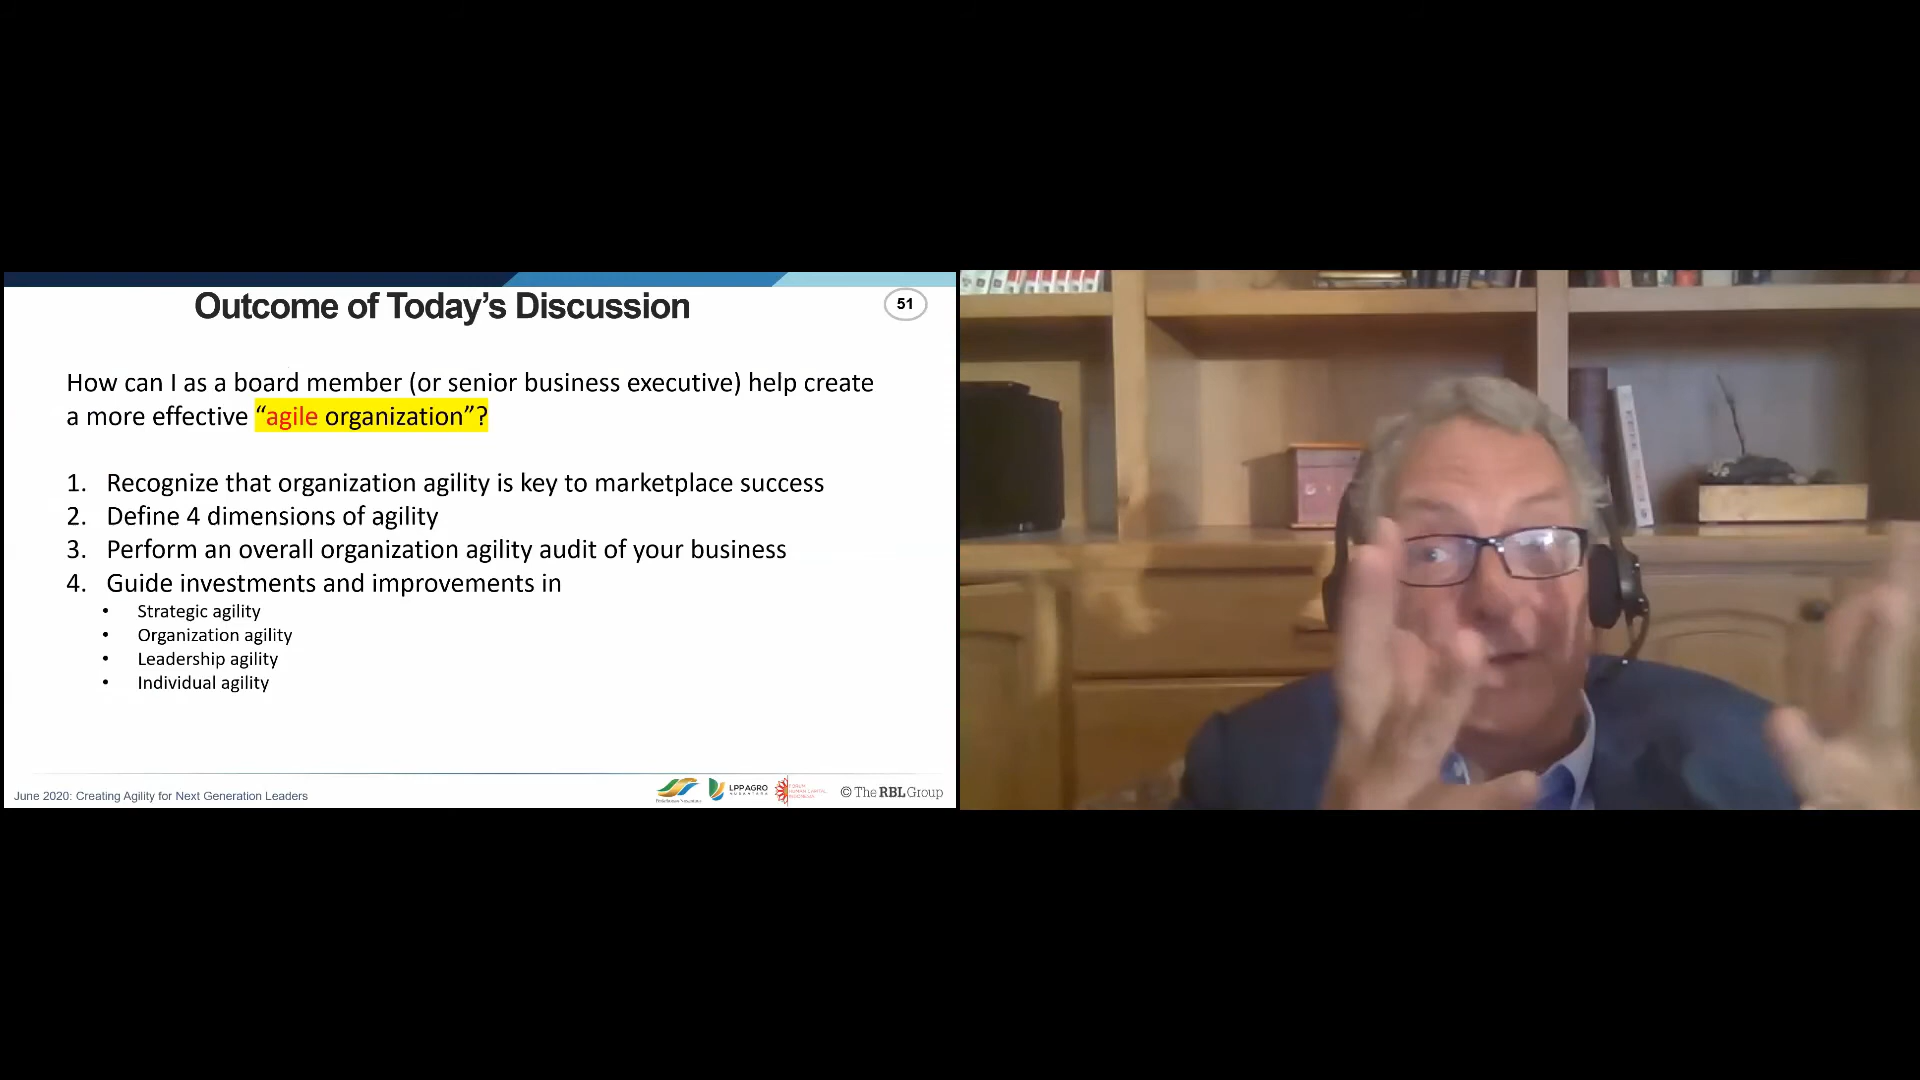 Outcome of Today's Discussion
51
How can I as a board member (or senior business executive) help create
a more effective “agile organization”?
1. Recognize that organization agility is key to marketplace success
2. Define 4 dimensions of agility
3. Perform an overall organization agility audit of your business
4. Guide investments and improvements in
• Strategic agility
• Organization agility
• Leadership agility
• Individual agility
June 2020: Creating Agility for Next Generation Leaders
LPPAGRO
NUSANTARA
© The RBL Group